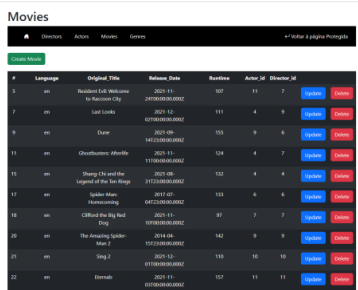 Movies
Directors Actors Movies Genres ↩ Voltar à página Protegida
Create Movie
# Language Original_Title Release_Date Runtime Actor_id Director_id
5 en Resident Evil: Welcome to Raccoon City 2021-11-24T00:00:00.000Z 107 11 7 Update Delete
7 en Last Looks 2021-12-02T00:00:00.000Z 111 4 9 Update Delete
9 en Dune 2021-09-14T23:00:00.000Z 155 9 6 Update Delete
11 en Ghostbusters: Afterlife 2021-11-11T00:00:00.000Z 124 4 7 Update Delete
15 en Shang-Chi and the Legend of the Ten Rings 2021-08-31T23:00:00.000Z 132 4 4 Update Delete
17 en Spider-Man: Homecoming 2017-07-04T23:00:00.000Z 133 6 6 Update Delete
18 en Clifford the Big Red Dog 2021-11-10T00:00:00.000Z 97 7 7 Update Delete
20 en The Amazing Spider-Man 2 2014-04-15T23:00:00.000Z 142 9 9 Update Delete
21 en Sing 2 2021-12-01T00:00:00.000Z 110 10 10 Update Delete
22 en Eternals 2021-11-03T00:00:00.000Z 157 11 11 Update Delete